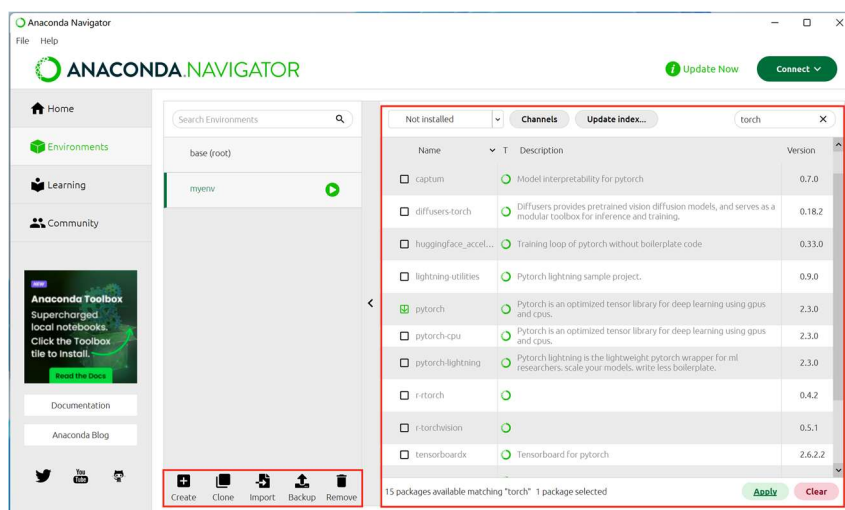 Anaconda Navigator
File Help
ANACONDA.NAVIGATOR
i Update Now
Connect
Home
Environments
Learning
Community
NEW
Anaconda Toolbox
Supercharged
local notebooks.
Click the Toolbox
tile to Install.
Read the Docs
Documentation
Anaconda Blog
You
Tube
Search Environments
base (root)
myenv
Create Clone Import Backup Remove
Not installed Channels Update index... torch X
Name T Description Version
captum Model interpretability for pytorch 0.7.0
diffusers-torch Diffusers provides pretrained vision diffusion models, and serves as a
modular toolbox for inference and training. 0.18.2
huggingface_accel... Training loop of pytorch without boilerplate code 0.33.0
lightning-utilities Pytorch lightning sample project. 0.9.0
pytorch Pytorch is an optimized tensor library for deep learning using gpus
and cpus. 2.3.0
pytorch-cpu Pytorch is an optimized tensor library for deep learning using gpus
and cpus. 2.3.0
pytorch-lightning Pytorch lightning is the lightweight pytorch wrapper for ml
researchers. scale your models. write less boilerplate. 2.3.0
r-rtorch 0.4.2
r-torchvision 0.5.1
tensorboardx Tensorboard for pytorch 2.6.2.2
15 packages available matching "torch" 1 package selected
Apply Clear